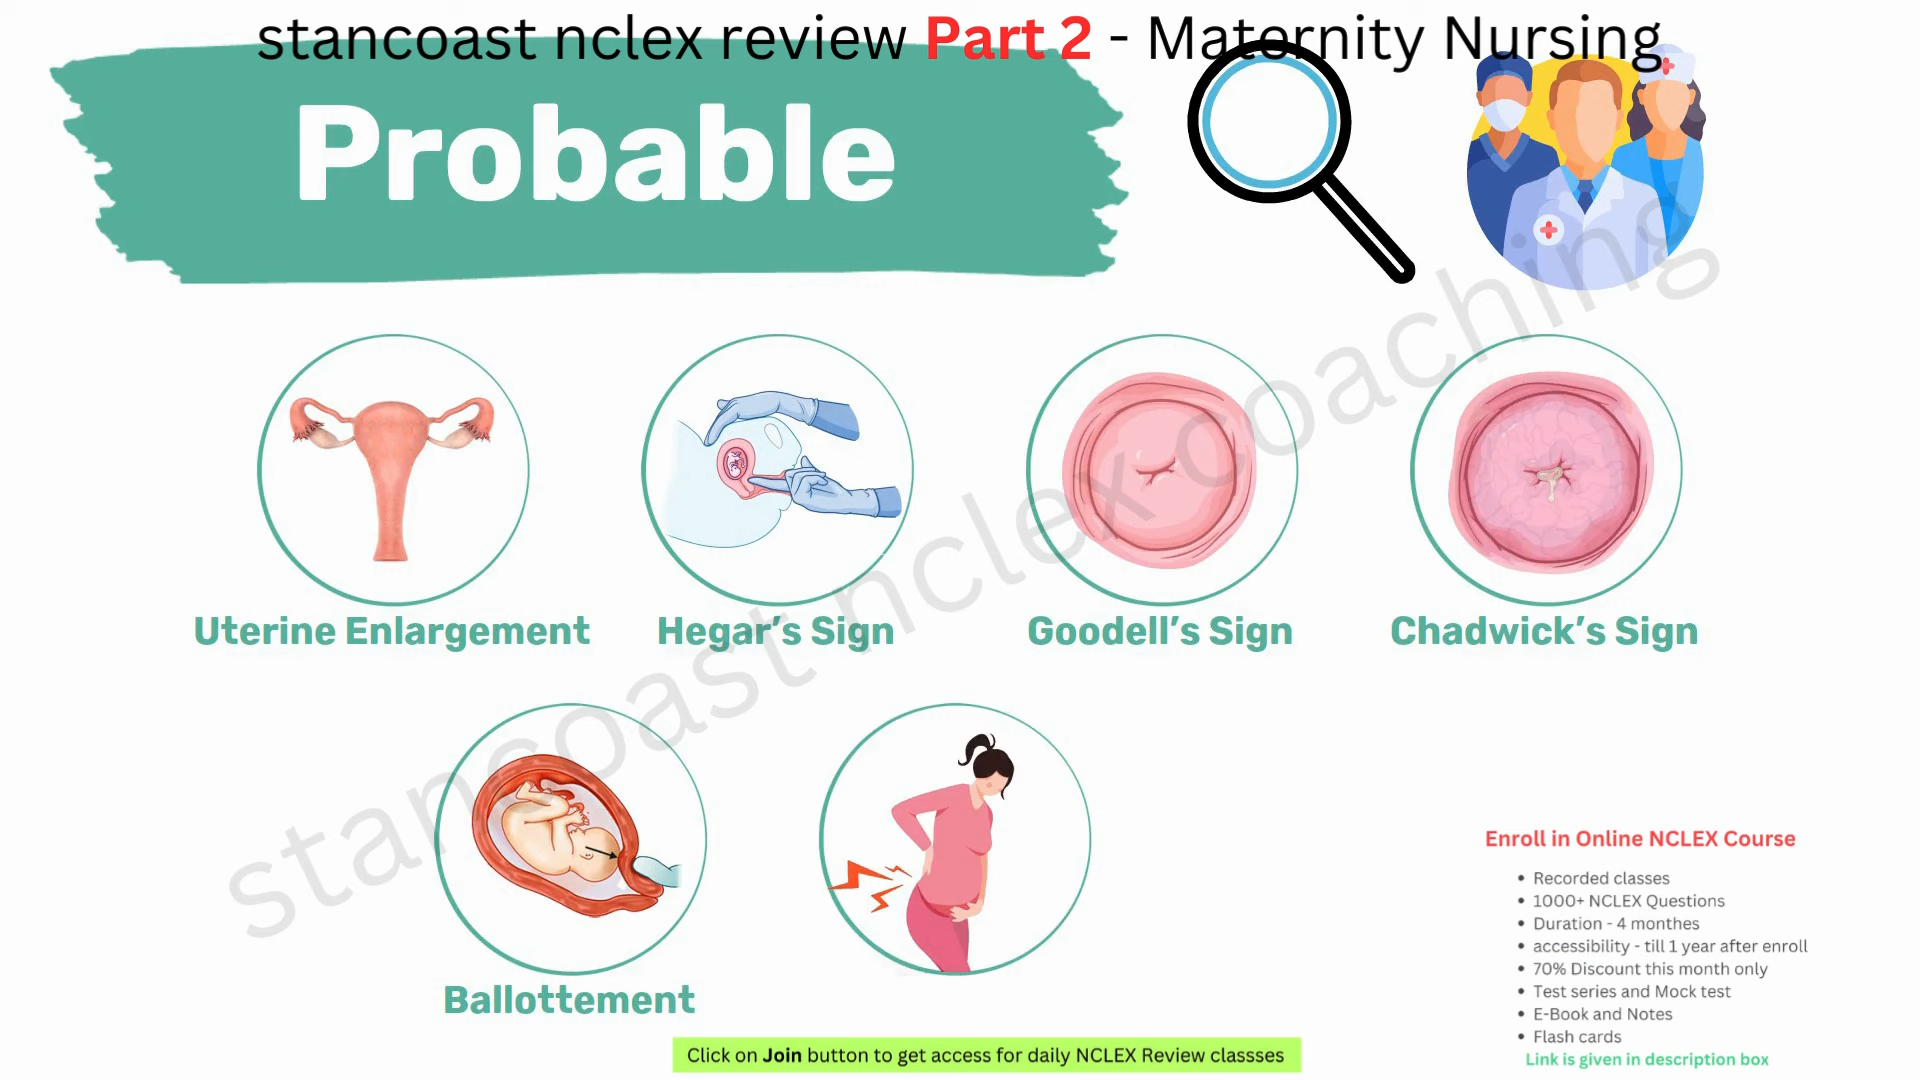 stancoast nclex review Part 2 - Maternity Nursing
Probable
Uterine Enlargement
Hegar's Sign
Goodell's Sign
Chadwick's Sign
Ballottement
stancoast nclex coaching
Enroll in Online NCLEX Course
• Recorded classes
• 1000+ NCLEX Questions
• Duration - 4 monthes
• accessibility - till 1 year after enroll
• 70% Discount this month only
• Test series and Mock test
• E-Book and Notes
• Flash cards
Link is given in description box
Click on Join button to get access for daily NCLEX Review classses